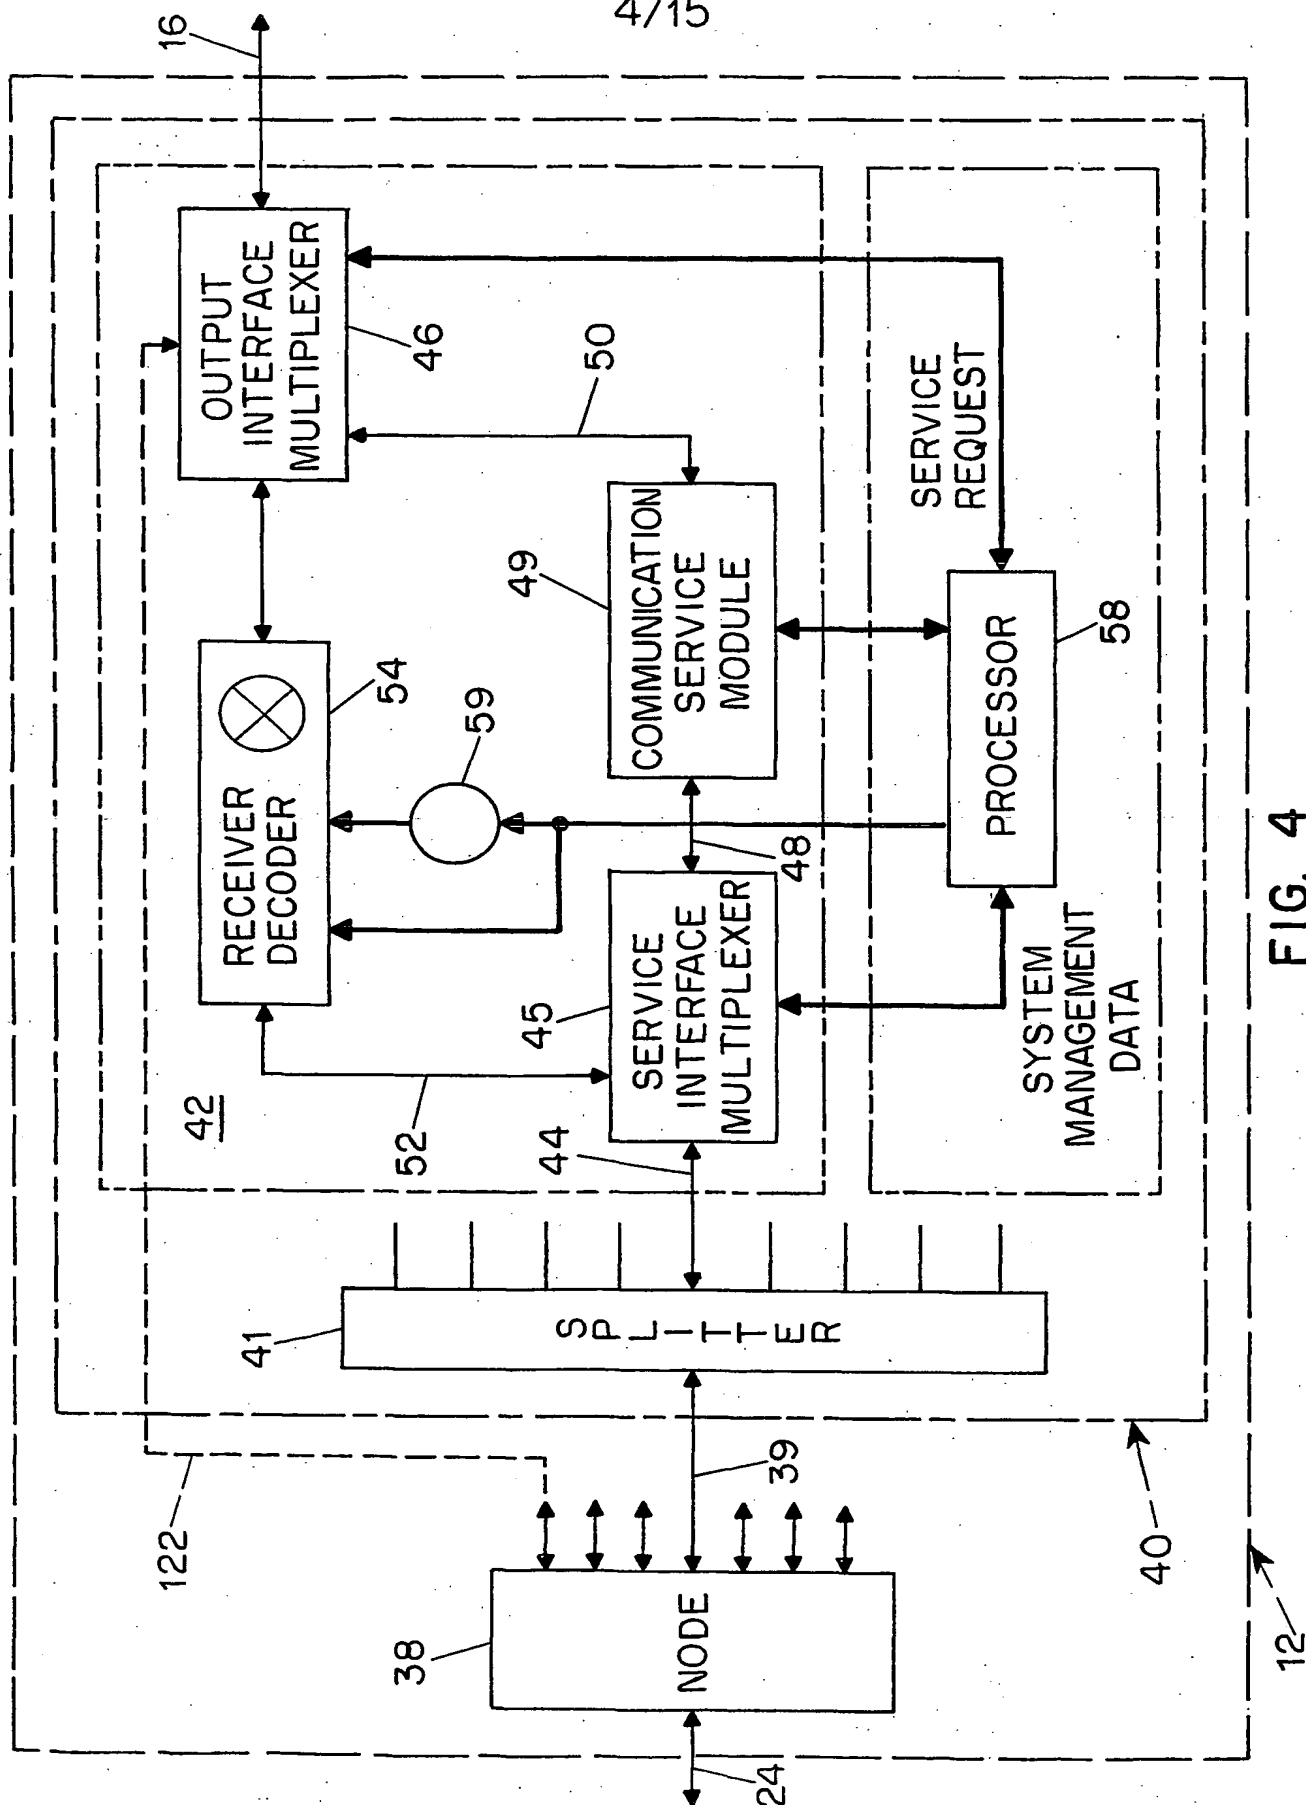 4/15
16
122
42
OUTPUT
INTERFACE
MULTIPLEXER
46
RECEIVER
DECODER
54
59
50
52
49
COMMUNICATION
SERVICE
MODULE
48
45
SERVICE
INTERFACE
MULTIPLEXER
44
SERVICE
REQUEST
PROCESSOR
58
SYSTEM
MANAGEMENT
DATA
41
SPLITTER
39
38
NODE
24
40
12
FIG. 4